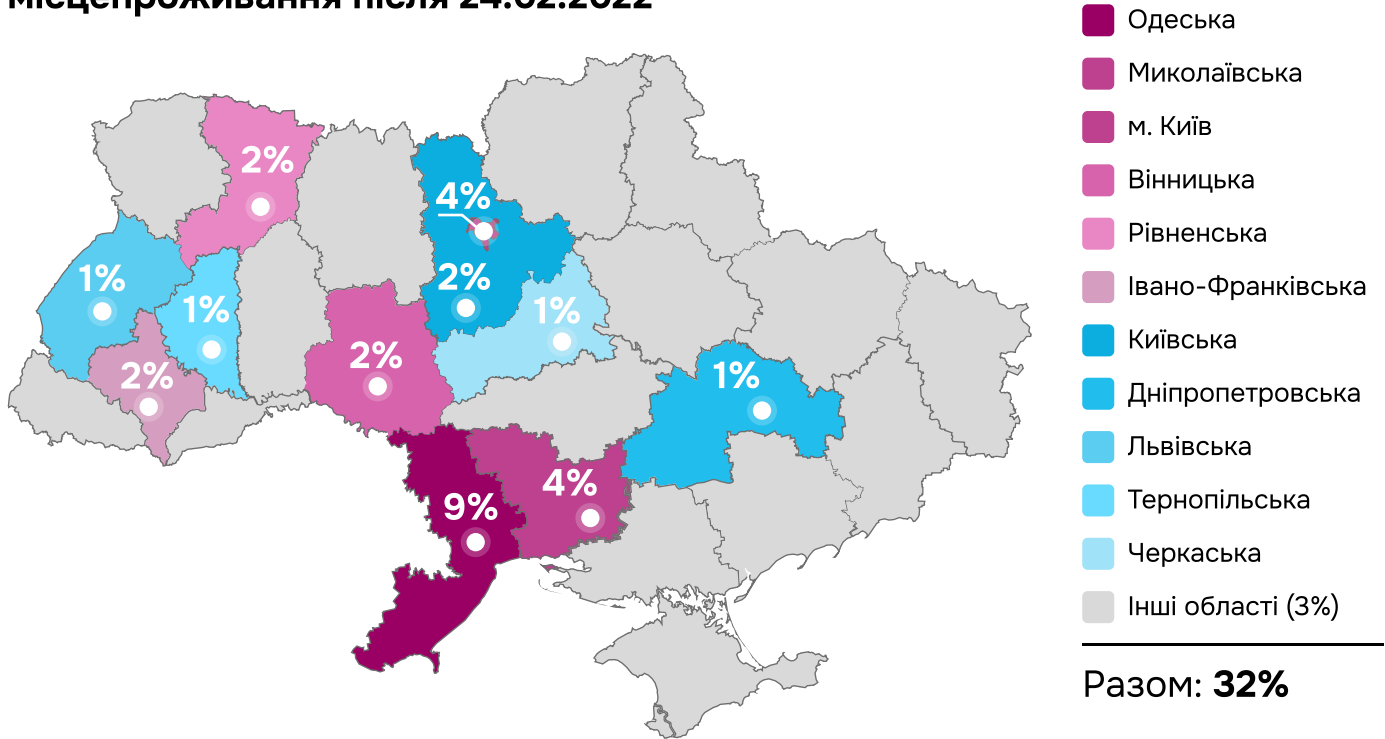 місцепроживання після 24.02.2022
Одеська
Миколаївська
м. Київ
Вінницька
Рівненська
Івано-Франківська
Київська
Дніпропетровська
Львівська
Тернопільська
Черкаська
Інші області (3%)
Разом: 32%
2%
4%
1%
2%
1%
1%
2%
2%
1%
4%
9%